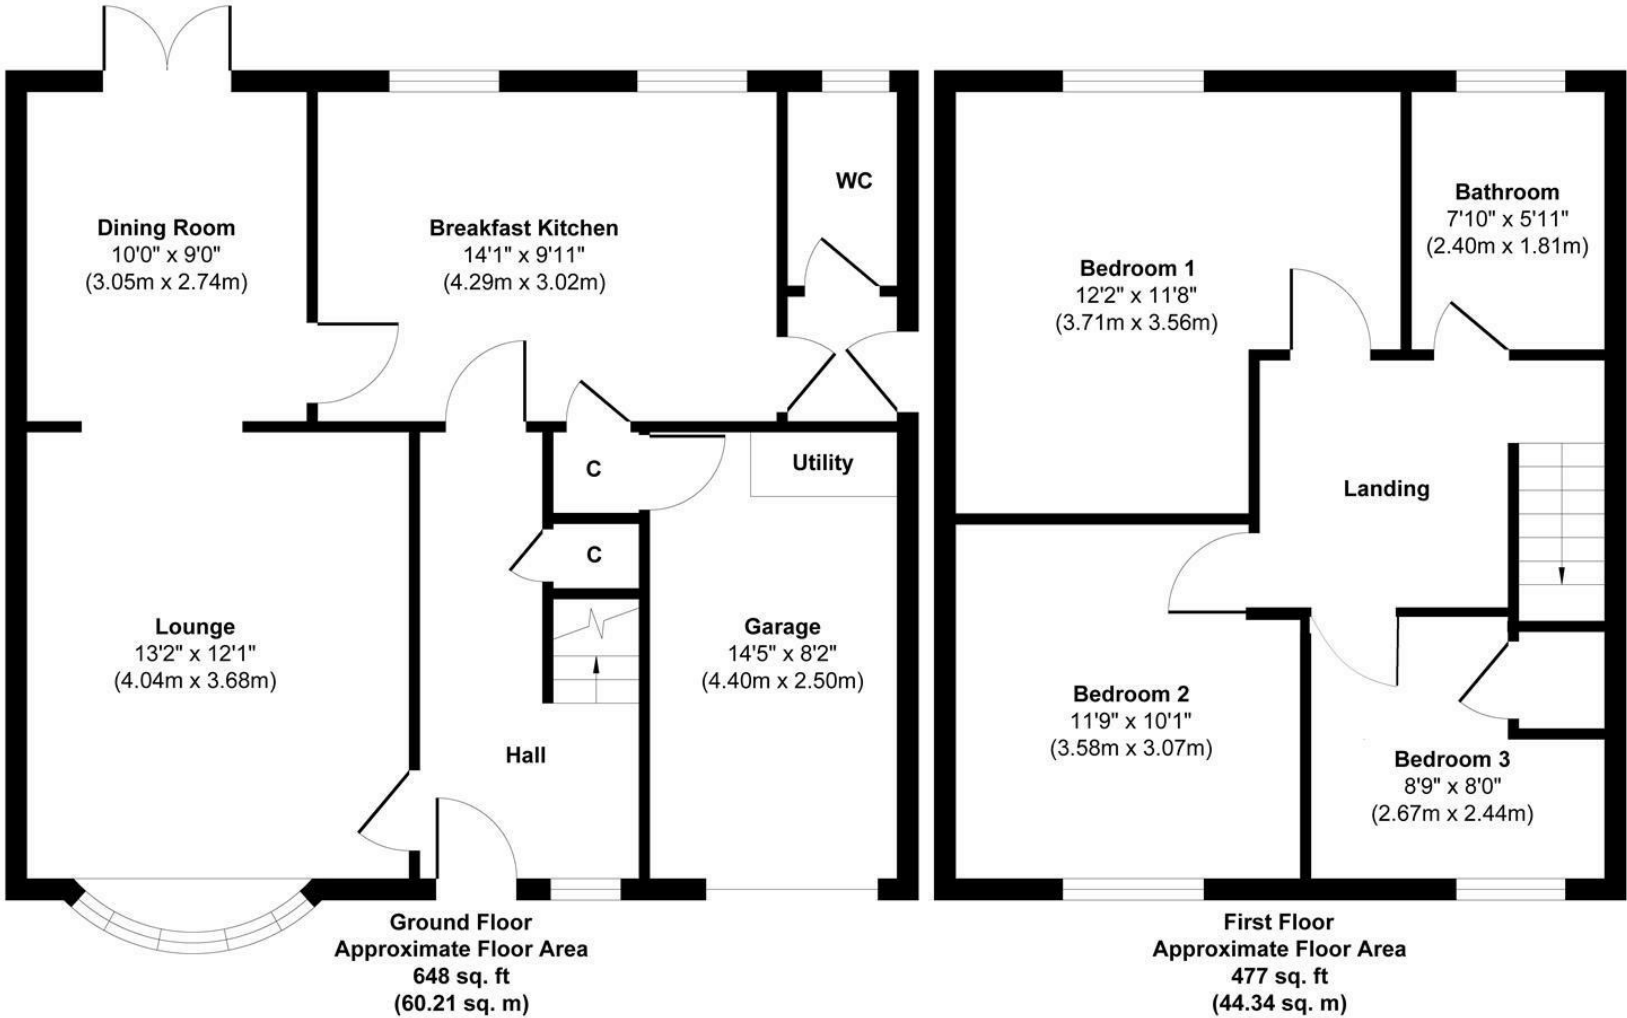 Dining Room
10'0" x 9'0"
(3.05m x 2.74m)
Breakfast Kitchen
14'1" x 9'11"
(4.29m x 3.02m)
WC
C
C
Utility
Lounge
13'2" x 12'1"
(4.04m x 3.68m)
Hall
Garage
14'5" x 8'2"
(4.40m x 2.50m)
Ground Floor
Approximate Floor Area
648 sq. ft
(60.21 sq. m)
Bedroom 1
12'2" x 11'8"
(3.71m x 3.56m)
Bathroom
7'10" x 5'11"
(2.40m x 1.81m)
Landing
Bedroom 2
11'9" x 10'1"
(3.58m x 3.07m)
Bedroom 3
8'9" x 8'0"
(2.67m x 2.44m)
First Floor
Approximate Floor Area
477 sq. ft
(44.34 sq. m)